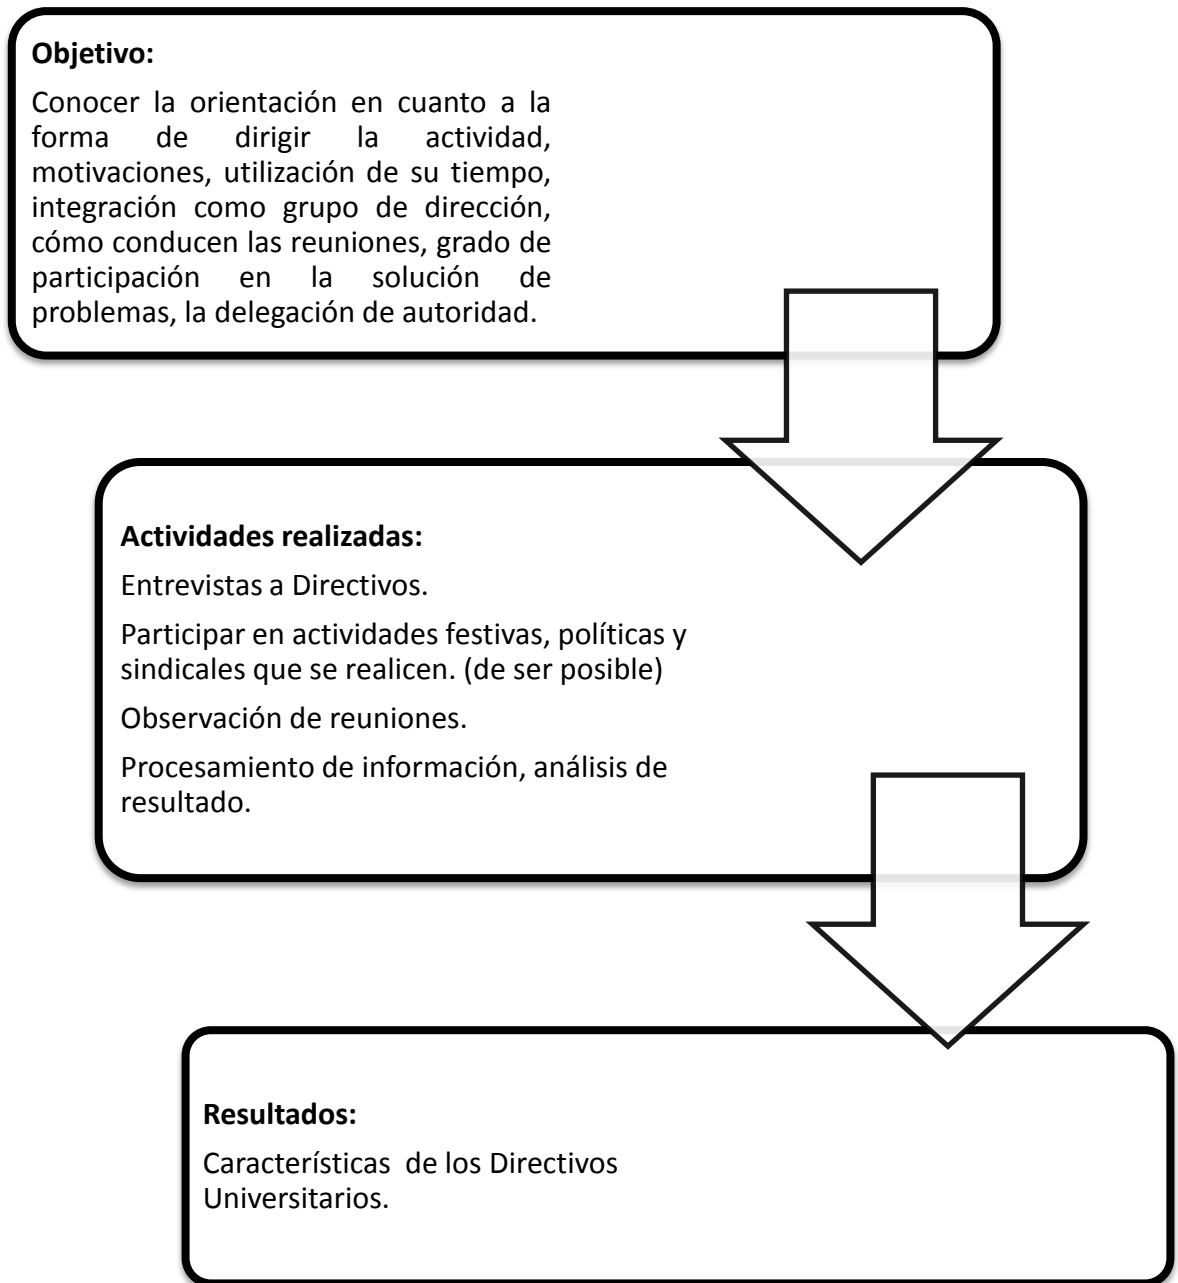 Objetivo:
Conocer la orientación en cuanto a la
forma de dirigir la actividad,
motivaciones, utilización de su tiempo,
integración como grupo de dirección,
cómo conducen las reuniones, grado de
participación en la solución de
problemas, la delegación de autoridad.
Actividades realizadas:
Entrevistas a Directivos.
Participar en actividades festivas, políticas y
sindicales que se realicen. (de ser posible)
Observación de reuniones.
Procesamiento de información, análisis de
resultado.
Resultados:
Características de los Directivos
Universitarios.